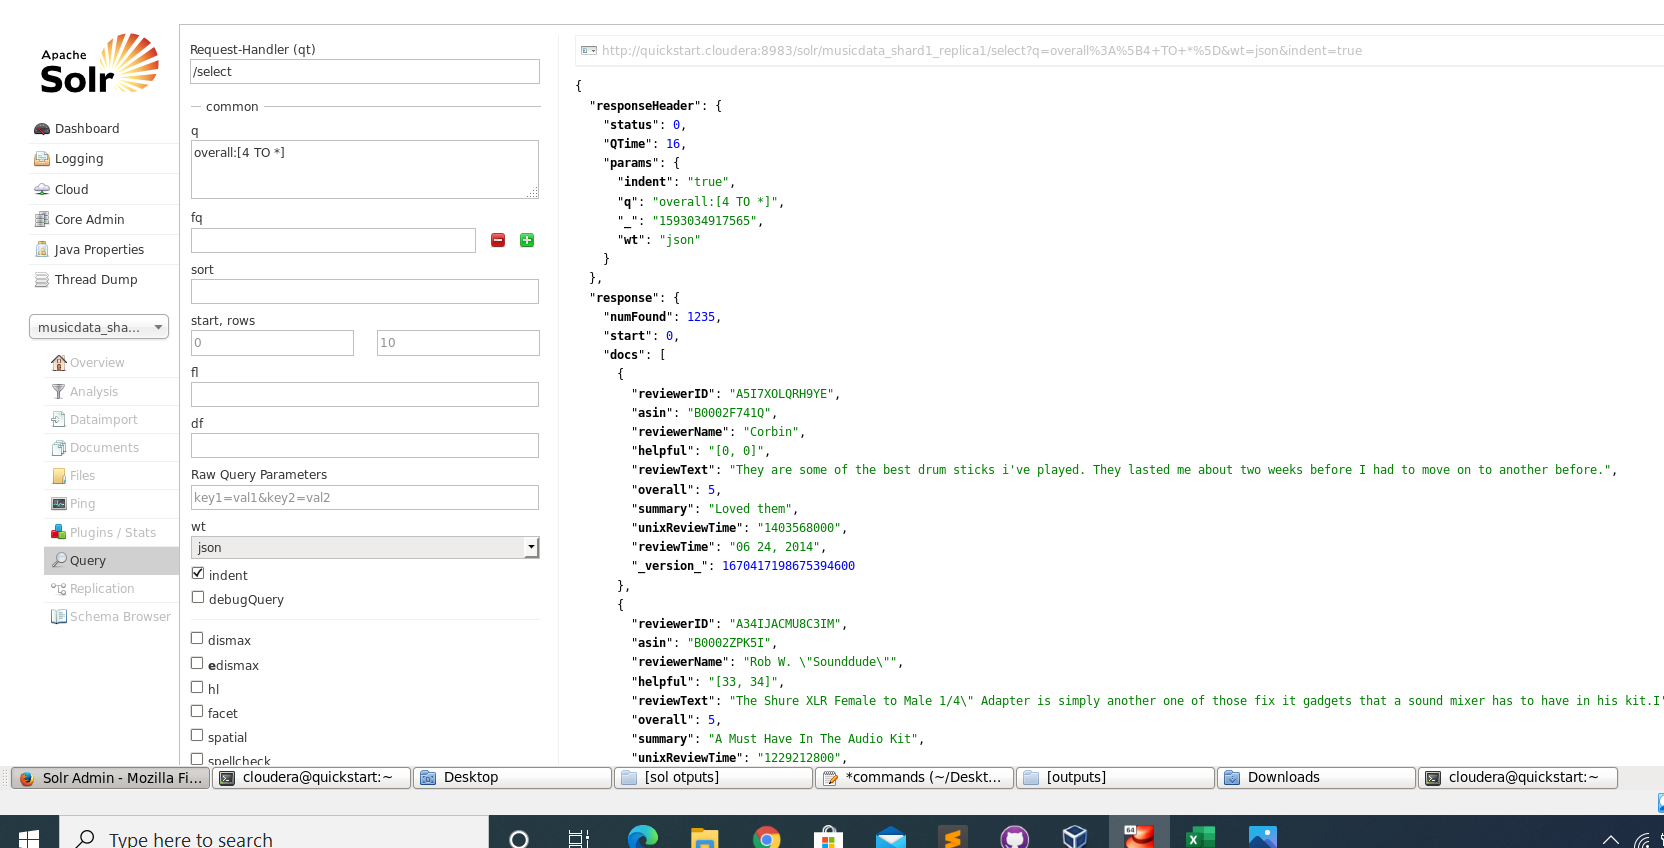 Apache
Solr
Dashboard
Logging
Cloud
Core Admin
Java Properties
Thread Dump
musicdata_sha...
Overview
Analysis
Dataimport
Documents
Files
Ping
Plugins / Stats
Query
Replication
Schema Browser
Request-Handler (qt)
/select
common
q
overall:[4 TO *]
fq
sort
start, rows
0
10
fl
df
Raw Query Parameters
key1=val1&key2=val2
wt
json
indent
debugQuery
dismax
edismax
hl
facet
spatial
spellcheck
http://quickstart.cloudera:8983/solr/musicdata_shard1_replica1/select?q=overall%3A%5B4+TO+*%5D&wt=json&indent=true
{
"responseHeader": {
"status": 0,
"QTime": 16,
"params": {
"indent": "true",
"q": "overall:[4 TO *]",
"_": "1593034917565",
"wt": "json"
}
},
"response": {
"numFound": 1235,
"start": 0,
"docs": [
{
"reviewerID": "A5I7XOLQRH9YE",
"asin": "B0002F741Q",
"reviewerName": "Corbin",
"helpful": "[0, 0]",
"reviewText": "They are some of the best drum sticks i've played. They lasted me about two weeks before I had to move on to another before.",
"overall": 5,
"summary": "Loved them",
"unixReviewTime": "1403568000",
"reviewTime": "06 24, 2014",
"_version_": 1670417198675394600
},
{
"reviewerID": "A34IJACMU8C3IM",
"asin": "B0002ZPK5I",
"reviewerName": "Rob W. \"Sounddude\"",
"helpful": "[33, 34]",
"reviewText": "The Shure XLR Female to Male 1/4\" Adapter is simply another one of those fix it gadgets that a sound mixer has to have in his kit.I'
"overall": 5,
"summary": "A Must Have In The Audio Kit",
"unixReviewTime": "1229212800",
Solr Admin - Mozilla Fi...
cloudera@quickstart:~
Desktop
[sol otputs]
*commands (~/Deskt...
[outputs]
Downloads
cloudera@quickstart:~
Type here to search
64